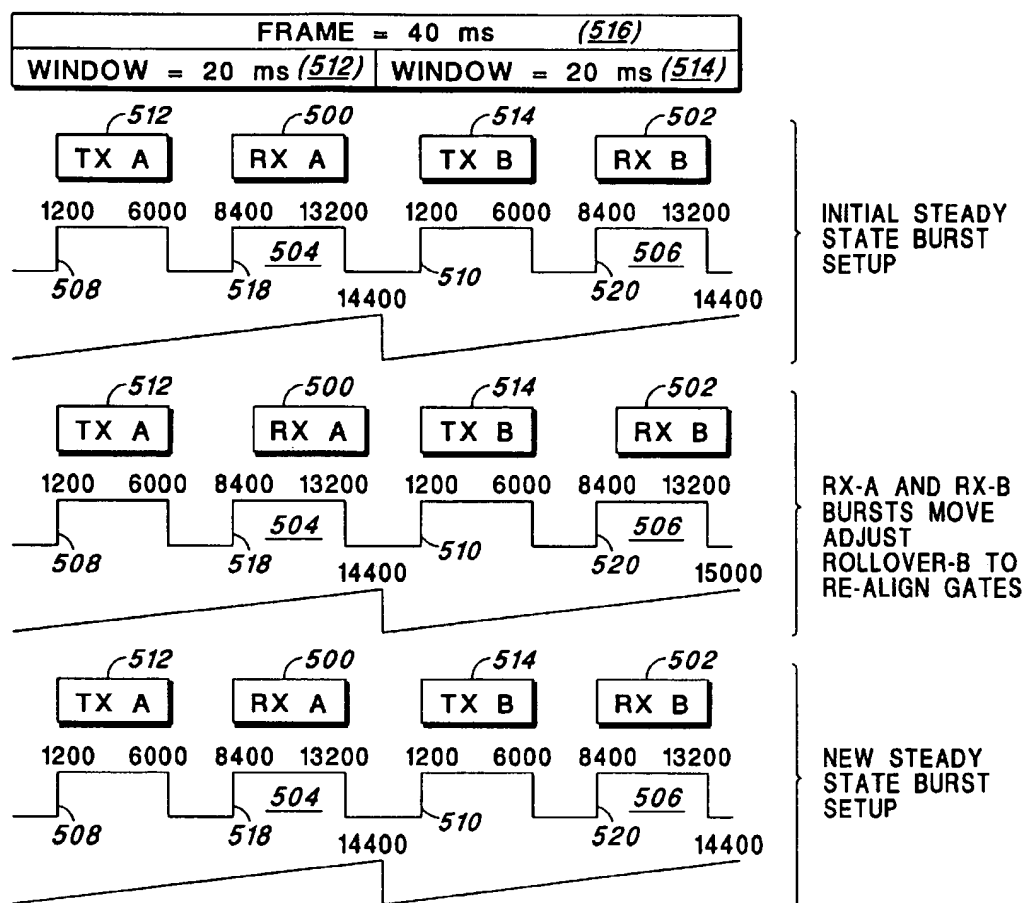 FRAME = 40 ms (516)
WINDOW = 20 ms (512) WINDOW = 20 ms (514)
512 500 514 502
TX A RX A TX B RX B
1200 6000 8400 13200 1200 6000 8400 13200
504 506
508 518 510 520
14400 14400
INITIAL STEADY
STATE BURST
SETUP
512 500 514 502
TX A RX A TX B RX B
1200 6000 8400 13200 1200 6000 8400 13200
504 506
508 518 510 520
14400 15000
RX-A AND RX-B
BURSTS MOVE
ADJUST
ROLLOVER-B TO
RE-ALIGN GATES
512 500 514 502
TX A RX A TX B RX B
1200 6000 8400 13200 1200 6000 8400 13200
504 506
508 518 510 520
14400 14400
NEW STEADY
STATE BURST
SETUP